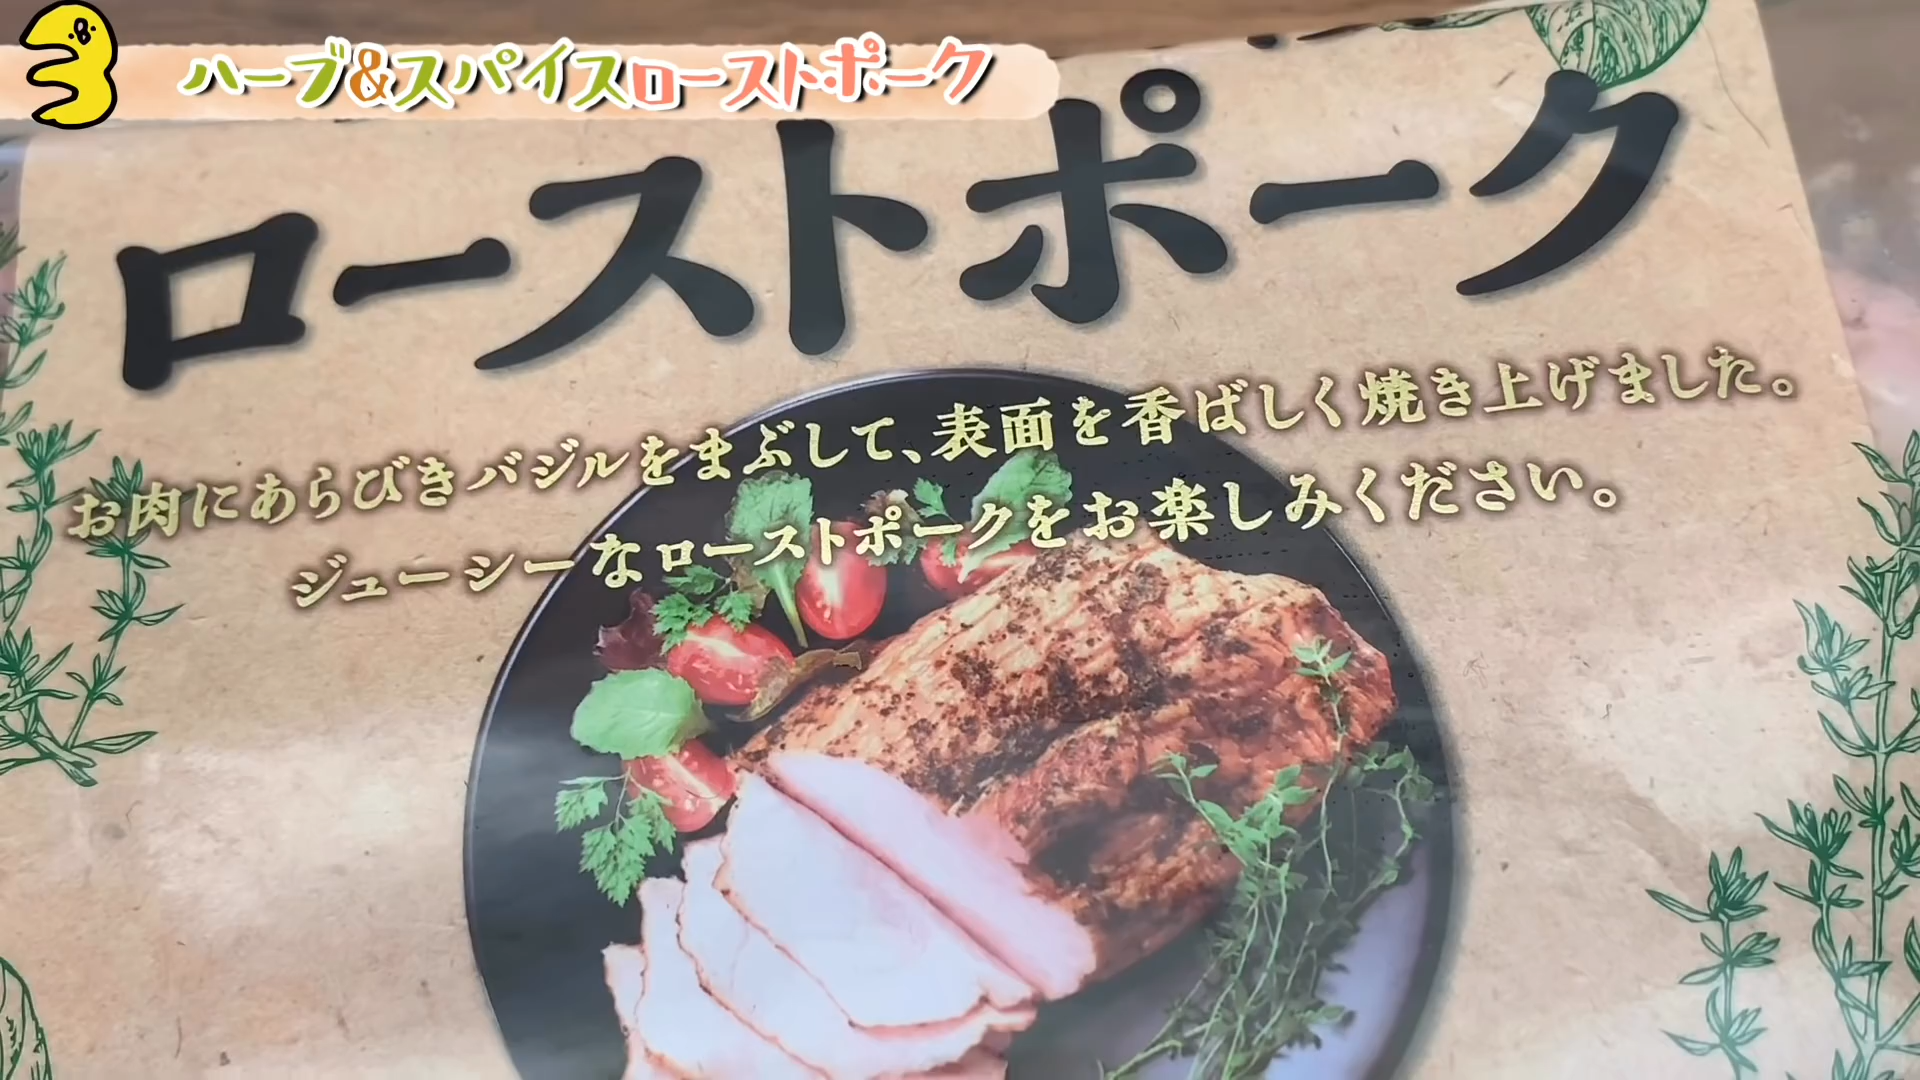 ハーブ&スパイスローストポーク
ローストポーク
お肉にあらびきバジルをまぶして、表面を香ばしく焼き上げました。
ジューシーなローストポークをお楽しみください。